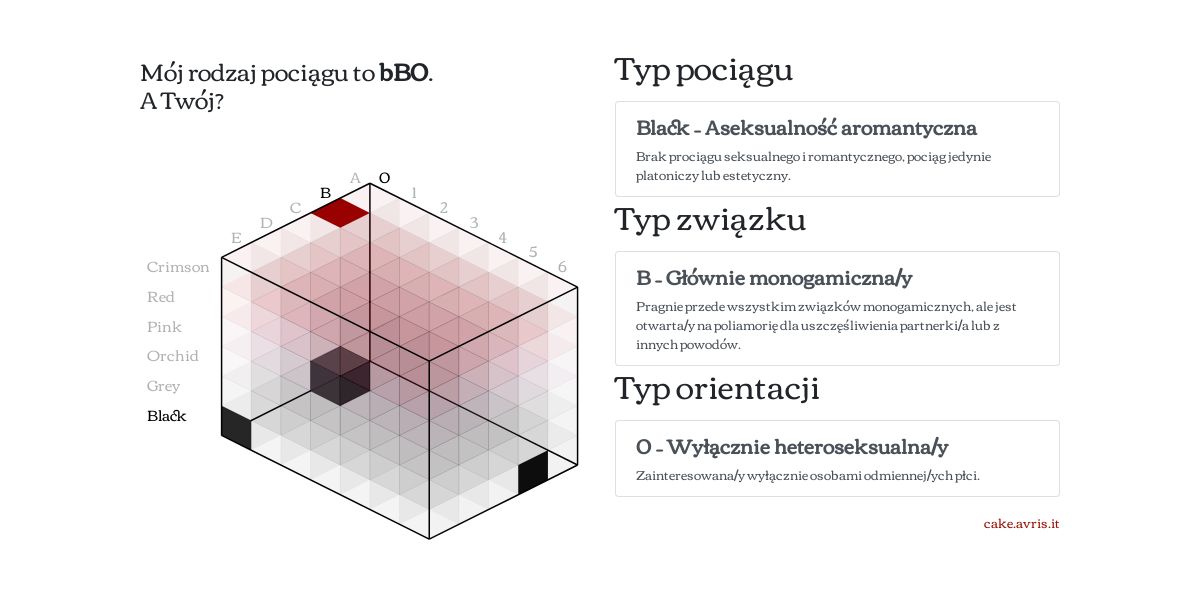 Mój rodzaj pociągu to bBO.
A Twój?
A O
B 1
C 2
D 3
E 4
5
6
Crimson
Red
Pink
Orchid
Grey
Black
Typ pociągu
Black - Aseksualność aromantyczna
Brak prociągu seksualnego i romantycznego, pociąg jedynie
platoniczy lub estetyczny.
Typ związku
B - Głównie monogamiczna/y
Pragnie przede wszystkim związków monogamicznych, ale jest
otwarta/y na poliamorię dla uszczęśliwienia partnerki/a lub z
innych powodów.
Typ orientacji
O - Wyłącznie heteroseksualna/y
Zainteresowana/y wyłącznie osobami odmiennej/ych płci.
cake.avris.it